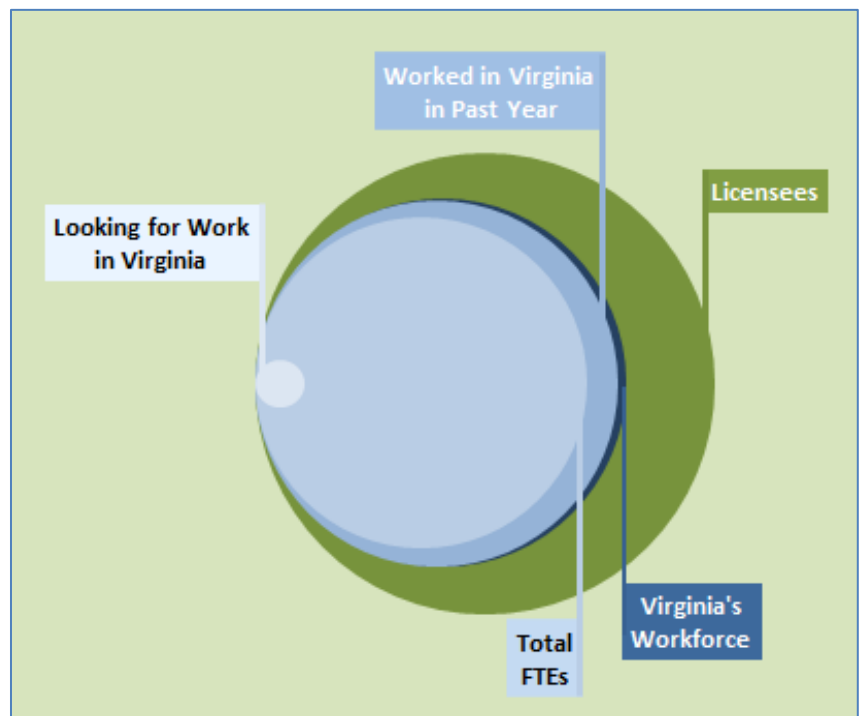 Worked in Virginia
in Past Year
Licensees
Looking for Work
in Virginia
Virginia's
Workforce
Total
FTEs